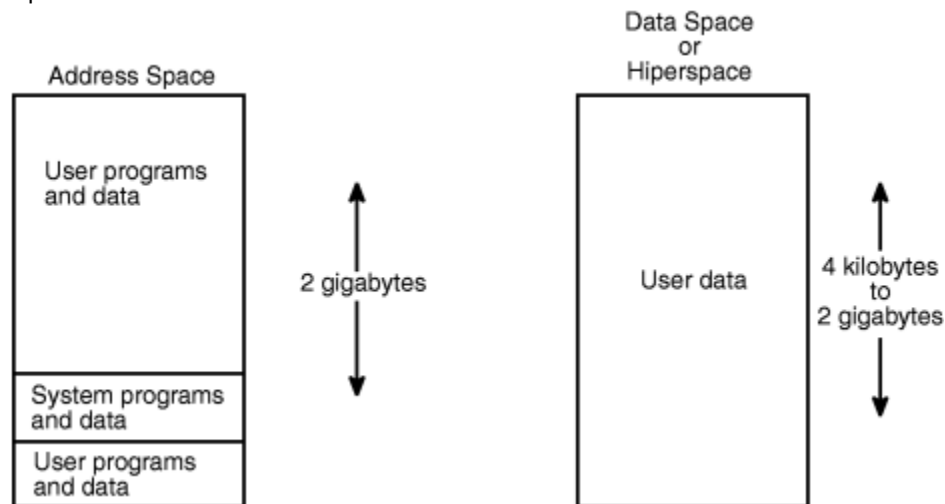 Address Space
User programs
and data
2 gigabytes
System programs
and data
User programs
and data
Data Space
or
Hiperspace
User data
4 kilobytes
to
2 gigabytes